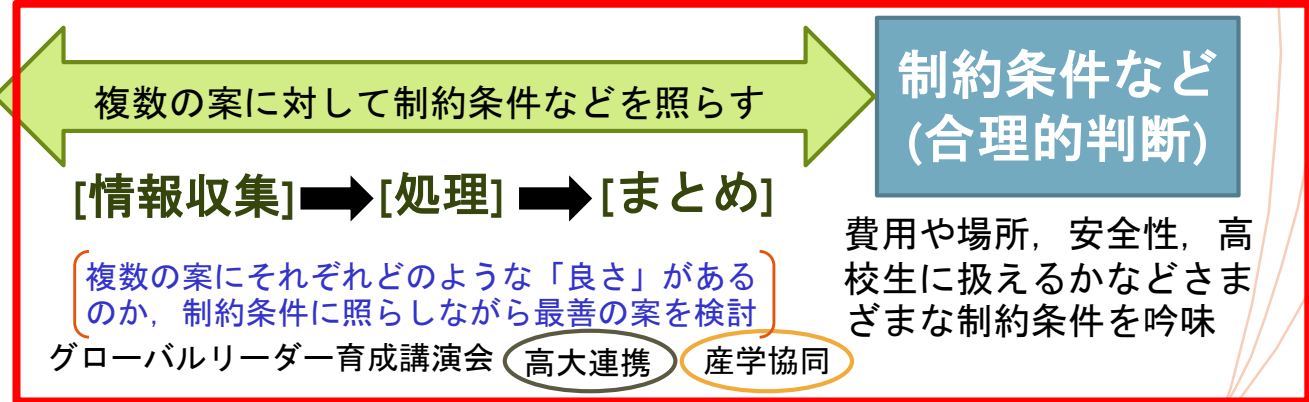 複数の案に対して制約条件などを照らす
制約条件など
(合理的判断)
[情報収集]➡[処理]➡[まとめ]
複数の案にそれぞれどのような「良さ」がある
のか，制約条件に照らしながら最善の案を検討
費用や場所，安全性，高
校生に扱えるかなどさま
ざまな制約条件を吟味
グローバルリーダー育成講演会 高大連携 産学協同